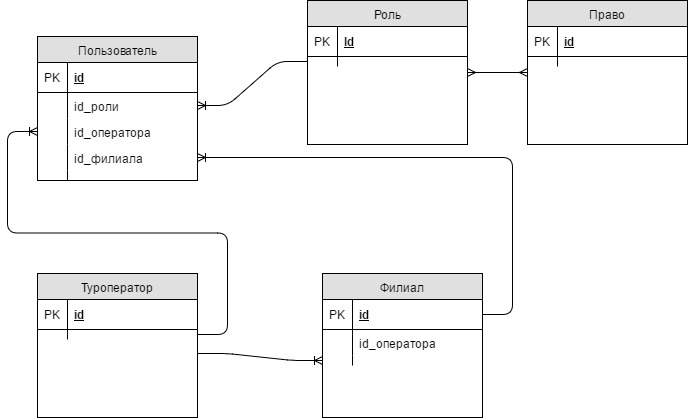 Роль
PK Id
Право
PK id
Пользователь
PK id
id_роли
id_оператора
id_филиала
Туроператор
PK id
Филиал
PK id
id_оператора